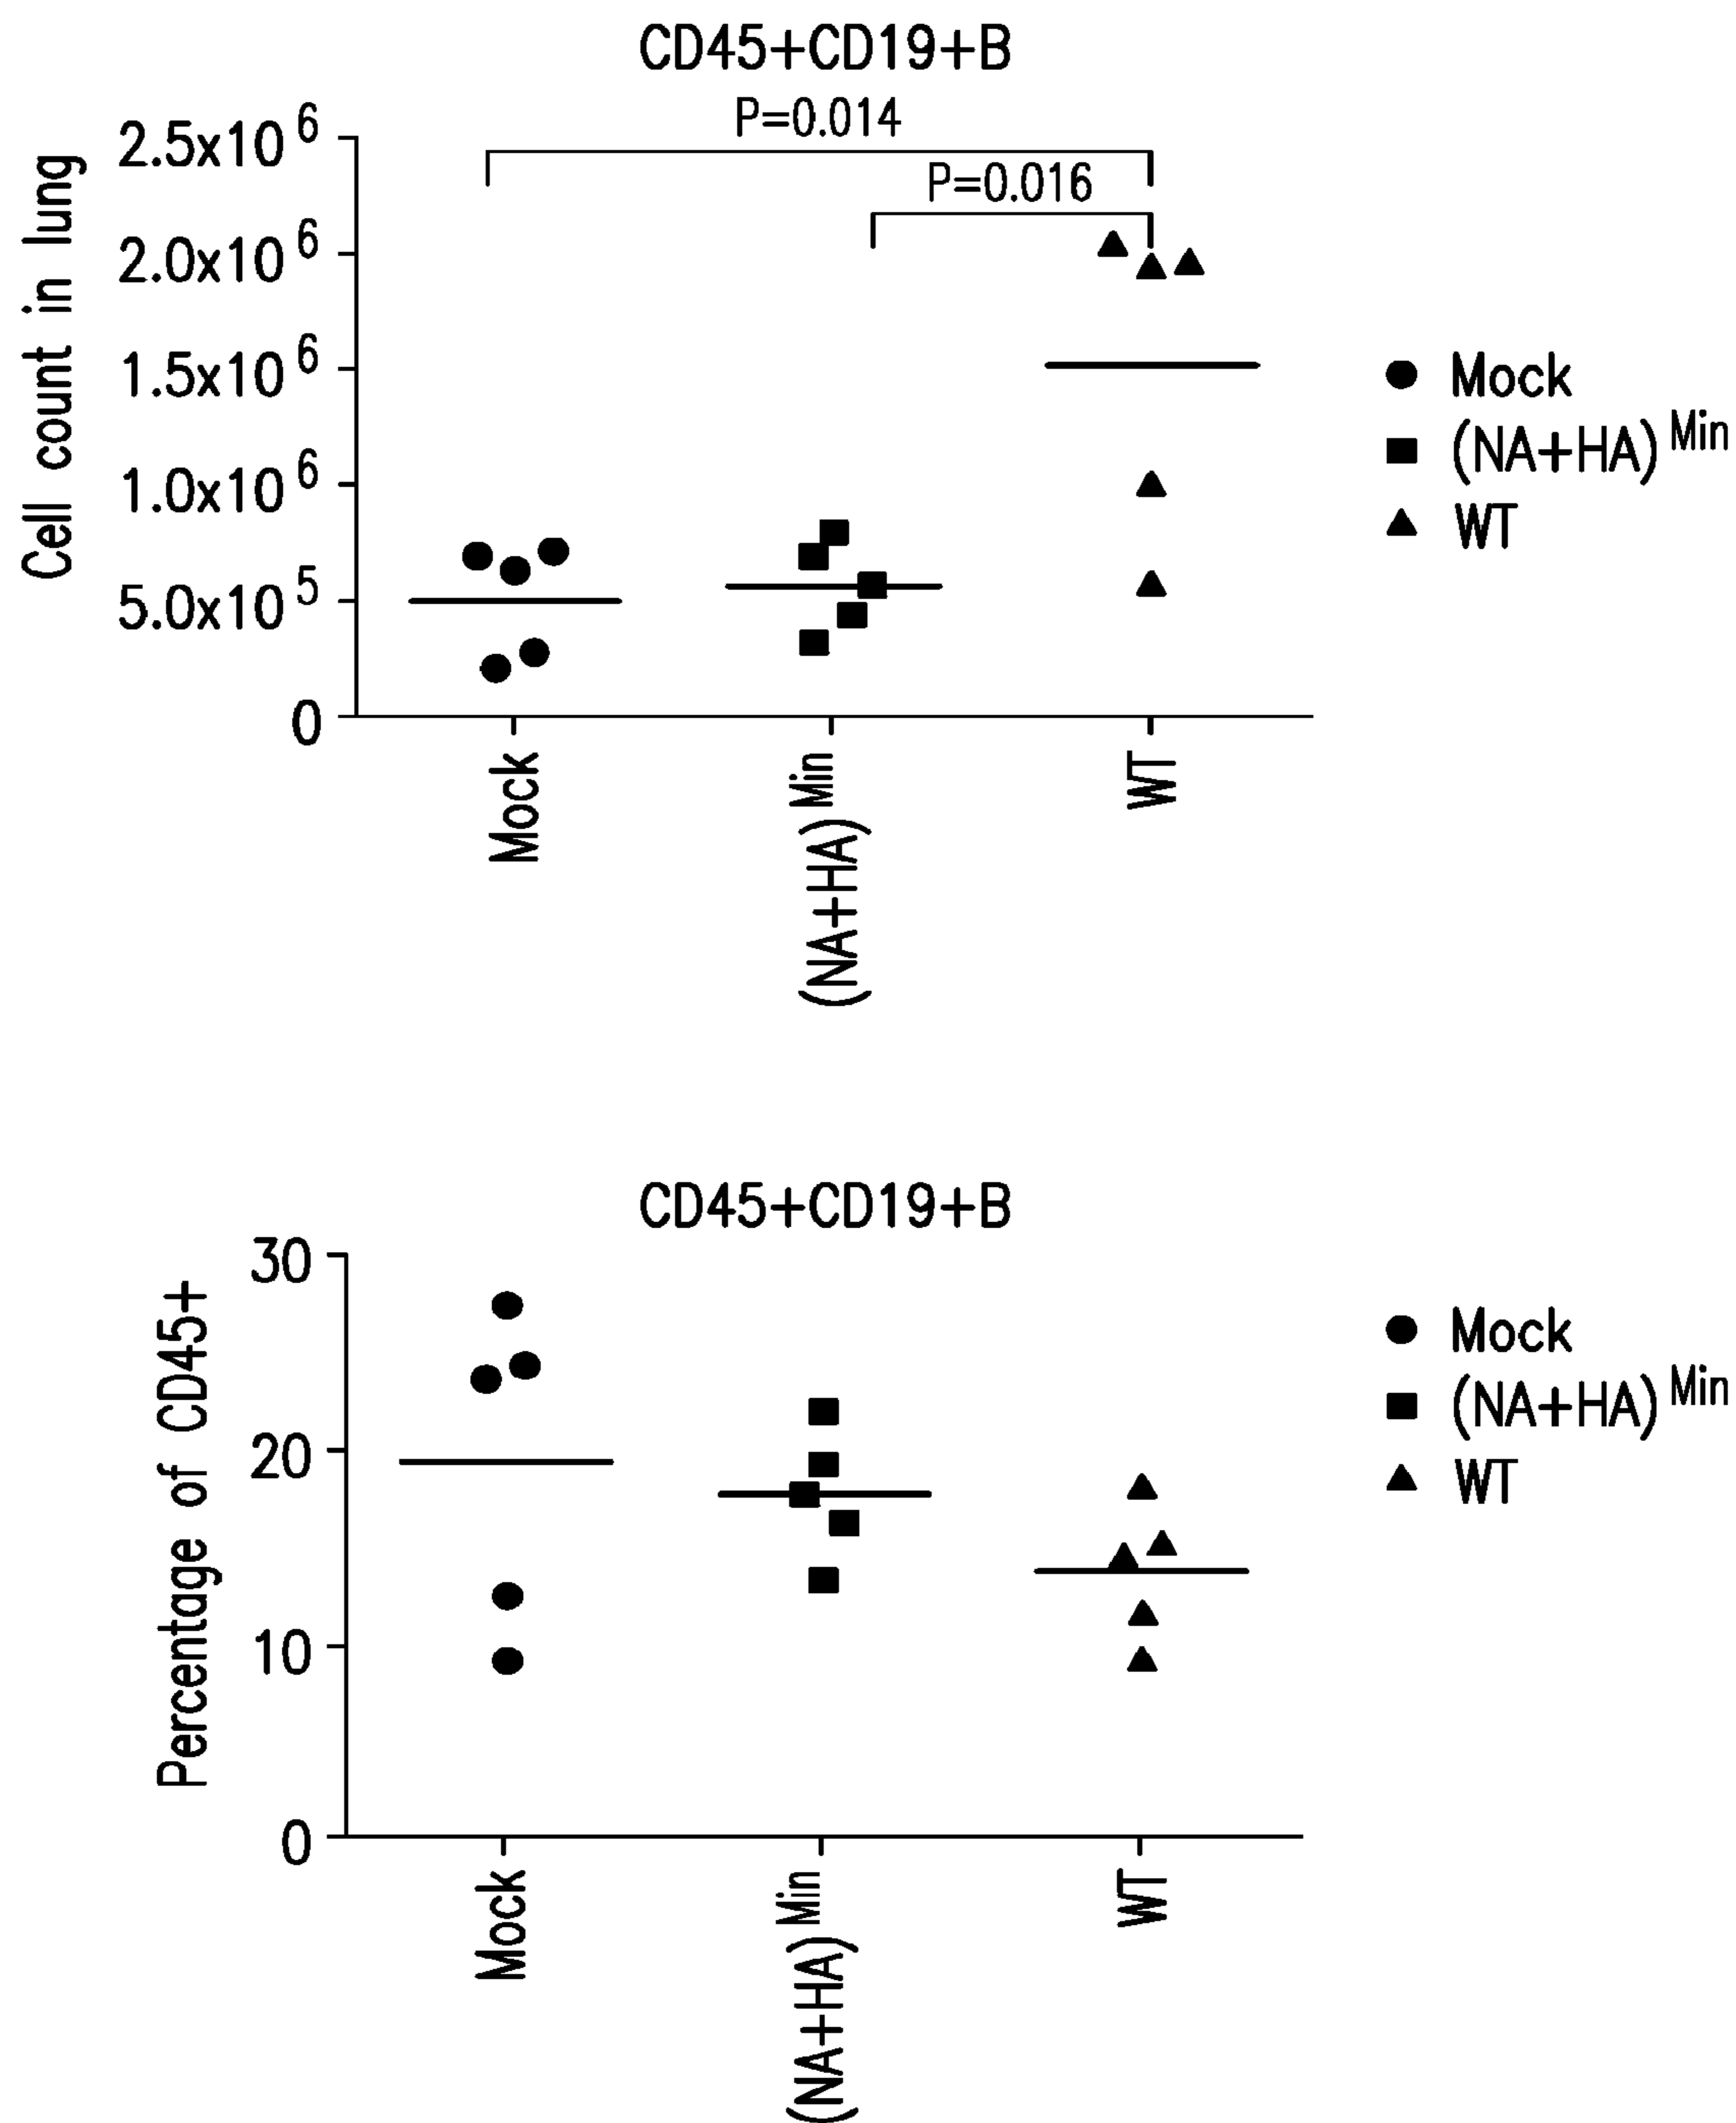 CD45+CD19+B
P=0.014
P=0.016
Cell count in lung
2.5x10^6
2.0x10^6
1.5x10^6
1.0x10^6
5.0x10^5
0
Mock
(NA+HA)^Min
WT
Mock
(NA+HA)^Min
WT
CD45+CD19+B
Percentage of CD45+
30
20
10
0
Mock
(NA+HA)^Min
WT
Mock
(NA+HA)^Min
WT